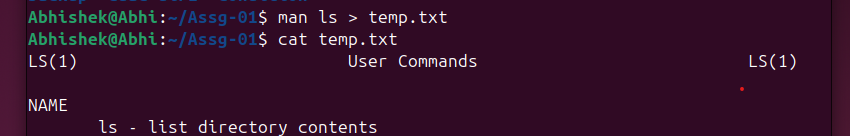 Abhishek@Abhi:~/Assg-01$ man ls > temp.txt
Abhishek@Abhi:~/Assg-01$ cat temp.txt
LS(1) User Commands LS(1)
NAME
ls - list directory contents